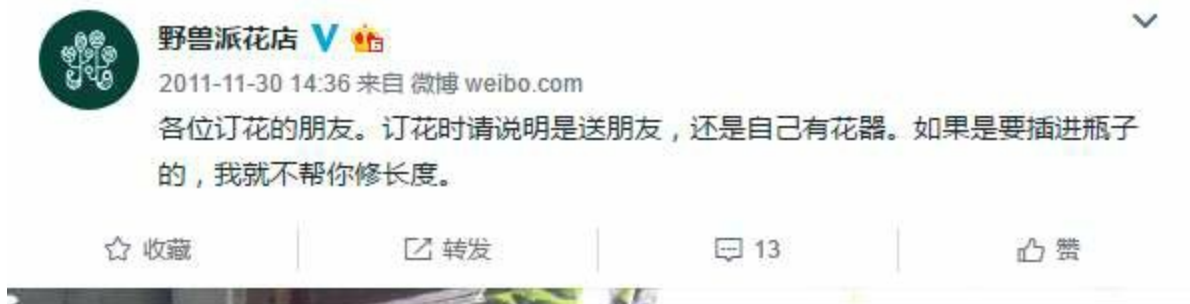 野兽派花店
2011-11-30 14:36 来自 微博 weibo.com
各位订花的朋友。订花时请说明是送朋友，还是自己有花器。如果是要插进瓶子
的，我就不帮你修长度。
收藏 转发 13 赞